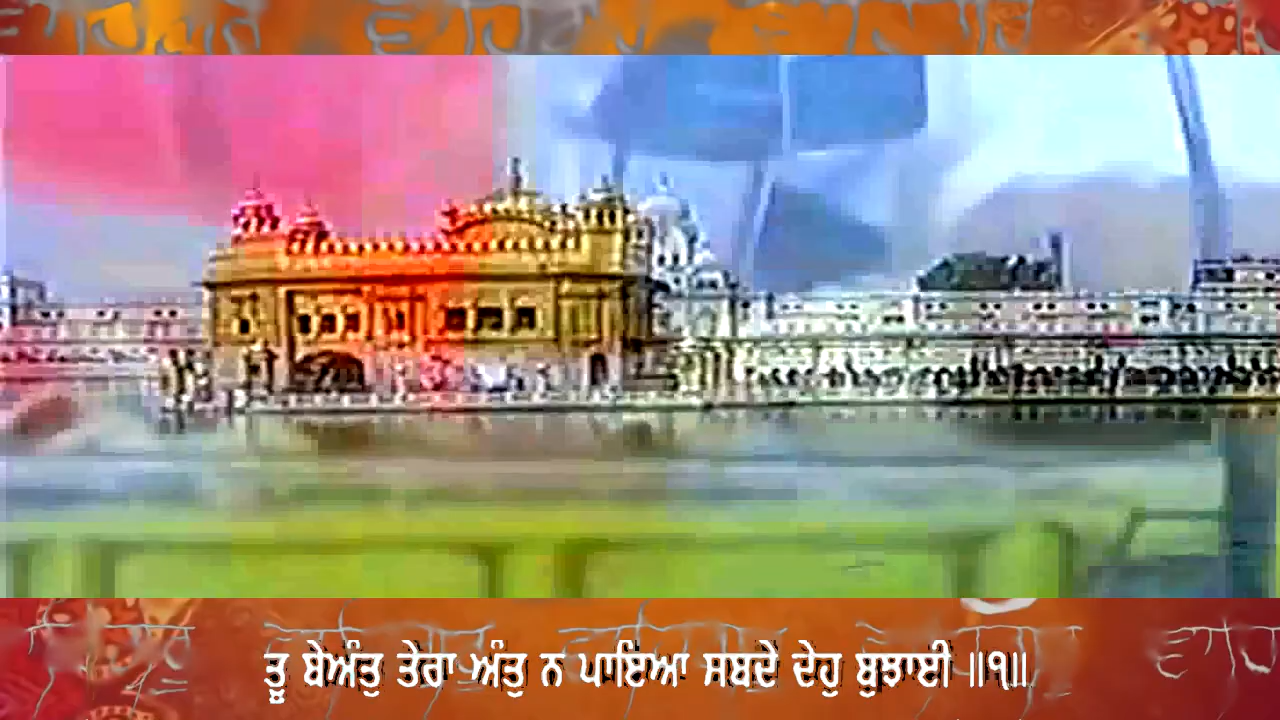 ਤੂ ਬੇਅੰਤੁ ਤੇਰਾ ਅੰਤੁ ਨ ਪਾਇਆ ਸਬਦੇ ਦੇਹੁ ਬੁਝਾਈ ॥੧॥